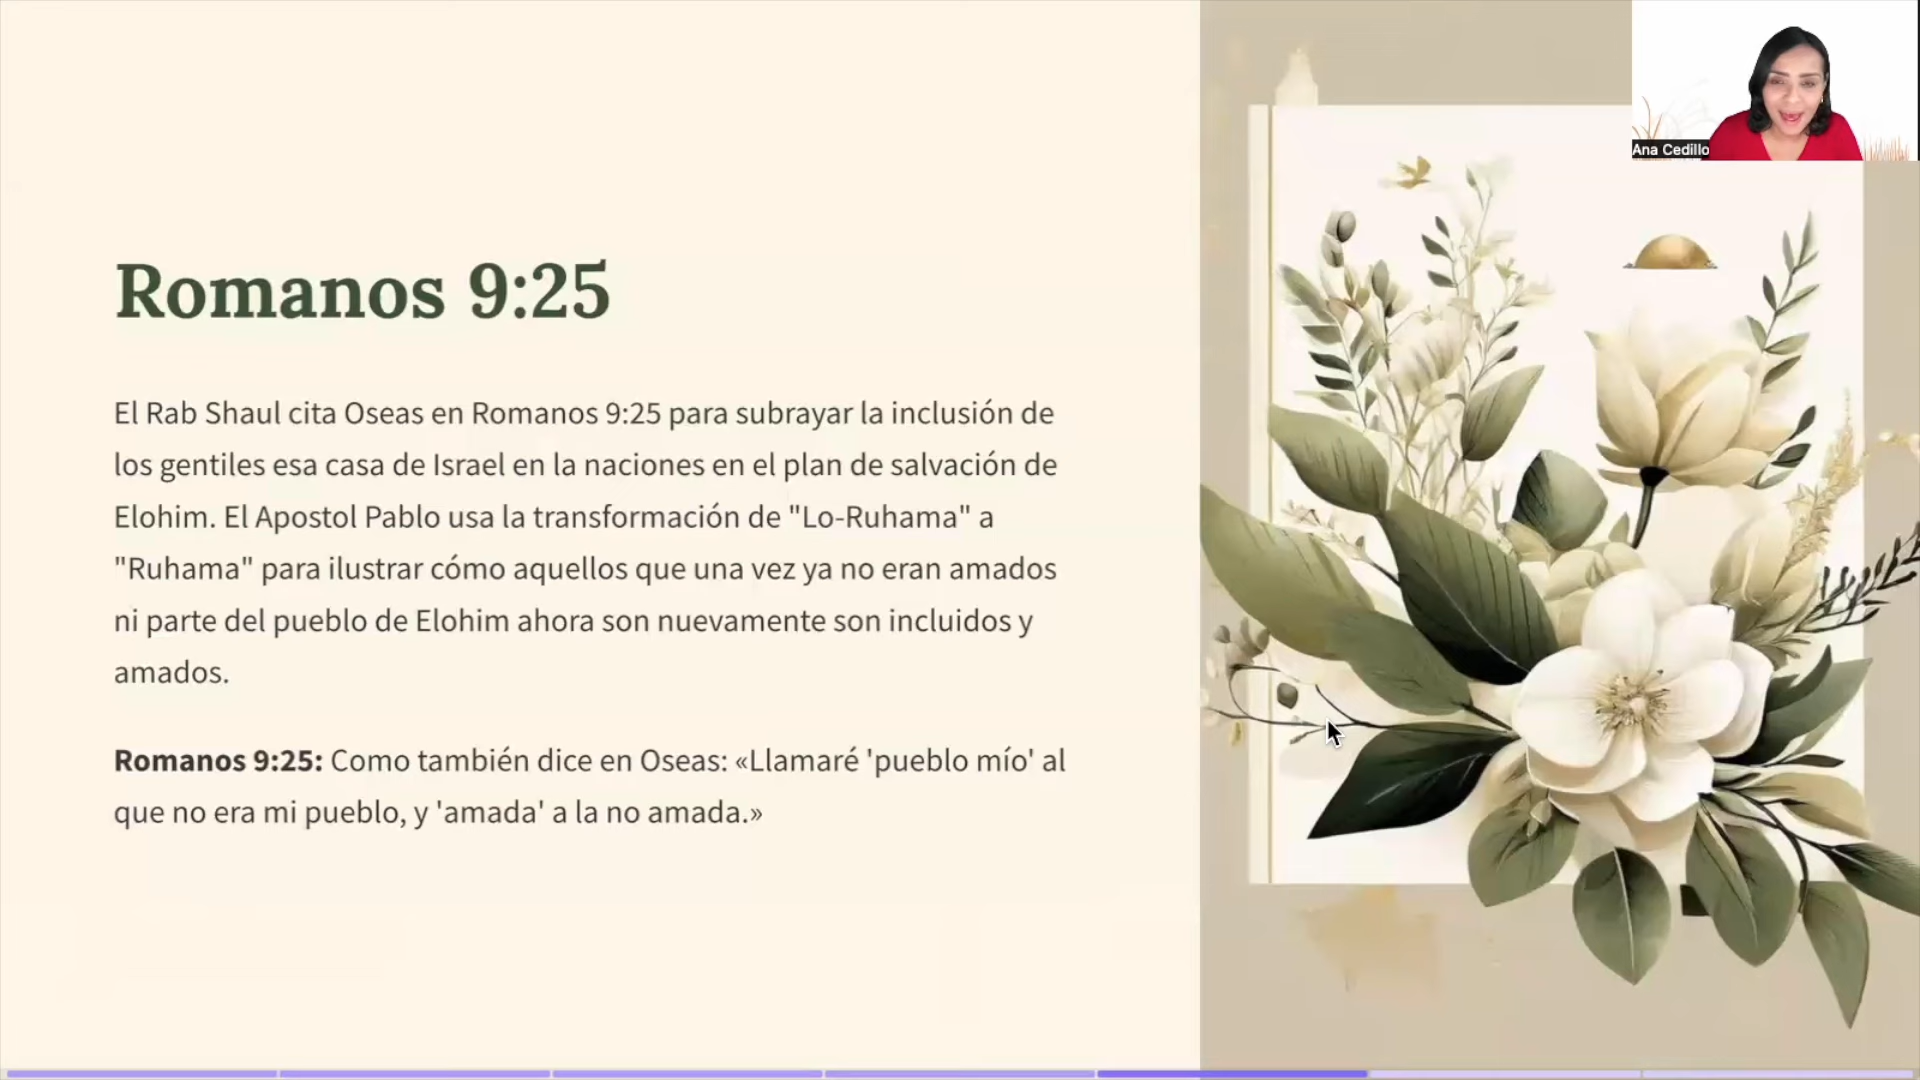 Ana Cedillo
Romanos 9:25
El Rab Shaul cita Oseas en Romanos 9:25 para subrayar la inclusión de
los gentiles esa casa de Israel en la naciones en el plan de salvación de
Elohim. El Apostol Pablo usa la transformación de "Lo-Ruhama" a
"Ruhama" para ilustrar cómo aquellos que una vez ya no eran amados
ni parte del pueblo de Elohim ahora son nuevamente son incluidos y
amados.
Romanos 9:25: Como también dice en Oseas: «Llamaré 'pueblo mío' al
que no era mi pueblo, y 'amada' a la no amada.»